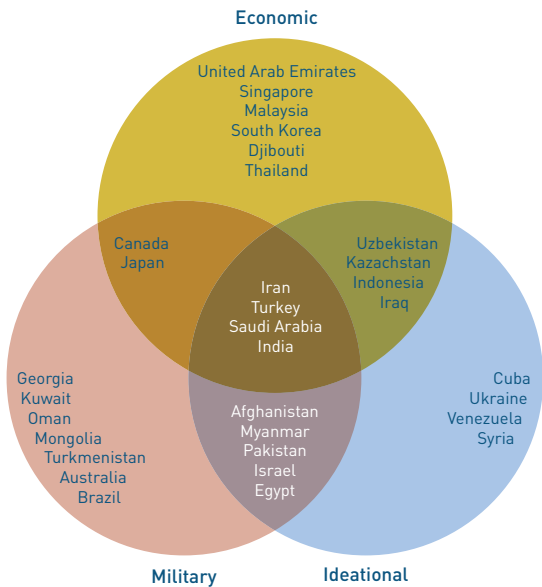 Economic
United Arab Emirates
Singapore
Malaysia
South Korea
Djibouti
Thailand
Canada
Japan
Uzbekistan
Kazachstan
Indonesia
Iraq
Iran
Turkey
Saudi Arabia
India
Georgia
Kuwait
Oman
Mongolia
Turkmenistan
Australia
Brazil
Afghanistan
Myanmar
Pakistan
Israel
Egypt
Cuba
Ukraine
Venezuela
Syria
Military
Ideational